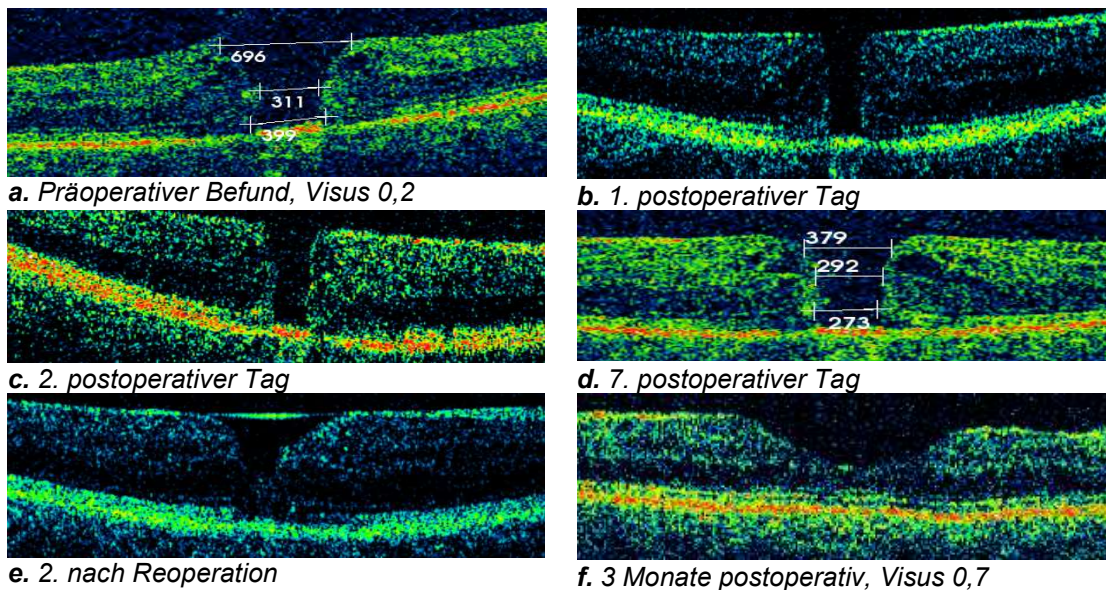 696
311
399
a. Präoperativer Befund, Visus 0,2
b. 1. postoperativer Tag
c. 2. postoperativer Tag
379
292
273
d. 7. postoperativer Tag
e. 2. nach Reoperation
f. 3 Monate postoperativ, Visus 0,7